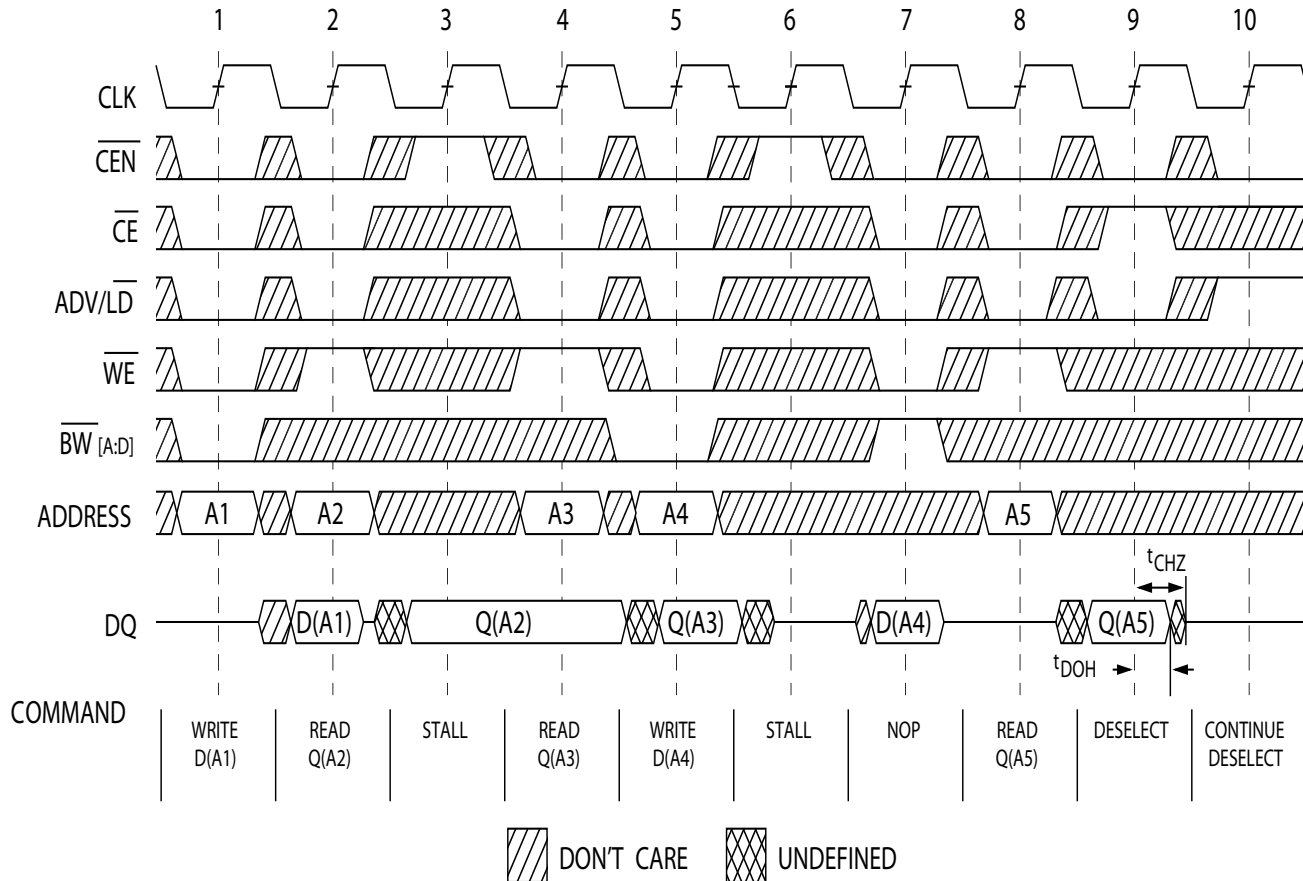 1 2 3 4 5 6 7 8 9 10
CLK
CEN
CE
ADV/LD
WE
BW [A:D]
ADDRESS A1 A2 A3 A4 A5
tCHZ
DQ D(A1) Q(A2) Q(A3) D(A4) Q(A5)
tDOH
COMMAND
WRITE READ STALL READ WRITE STALL NOP READ DESELECT CONTINUE
D(A1) Q(A2) Q(A3) D(A4) Q(A5) DESELECT
DON'T CARE UNDEFINED